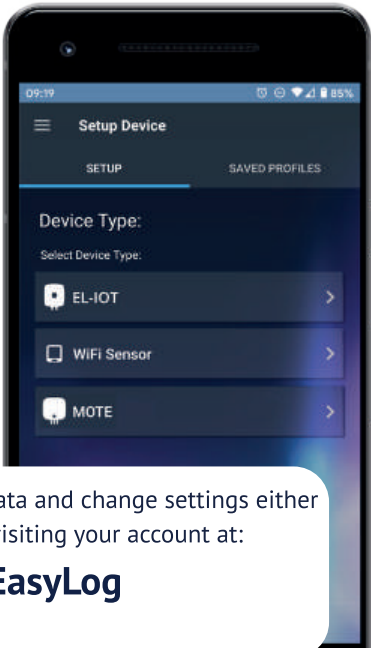 09:19 85%
Setup Device
SETUP SAVED PROFILES
Device Type:
Select Device Type:
EL-IOT
WiFi Sensor
MOTE
ata and change settings either
isiting your account at:
EasyLog